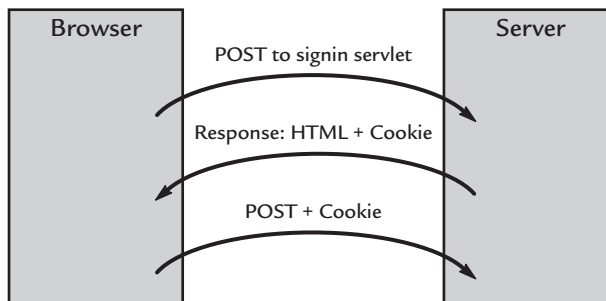 Browser
Server
POST to signin servlet
Response: HTML + Cookie
POST + Cookie